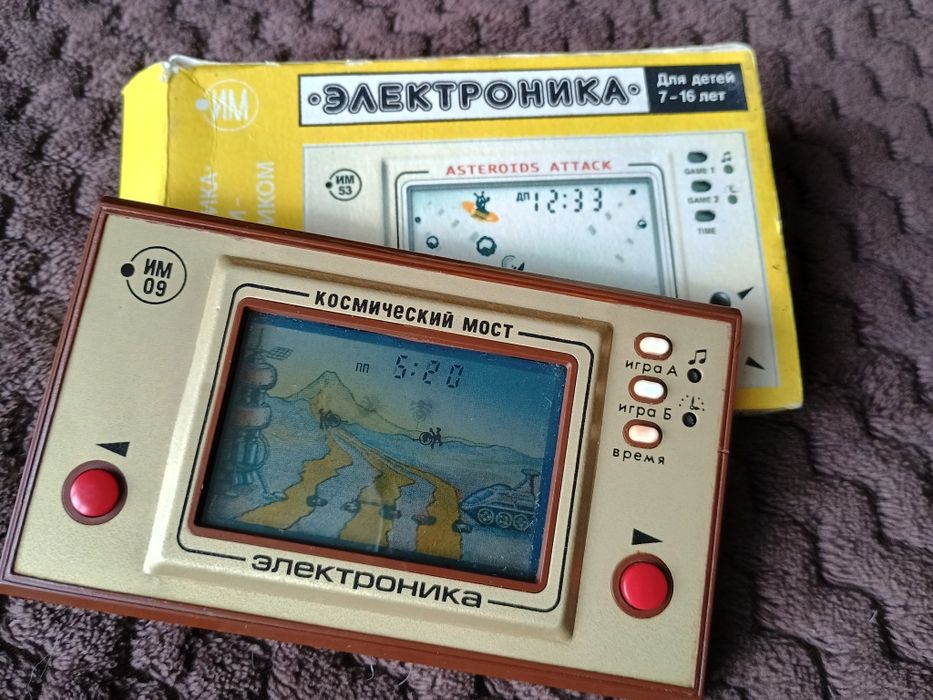 •ИМ
•ЭЛЕКТРОНИКА•
Для детей
7-16 лет
ИМ
53
ASTEROIDS ATTACK
ДП 12:33
GAME 1
GAME 2
TIME
ИМ
09
КОСМИЧЕСКИЙ МОСТ
ПП 6:20
игра А
игра Б
время
электроника